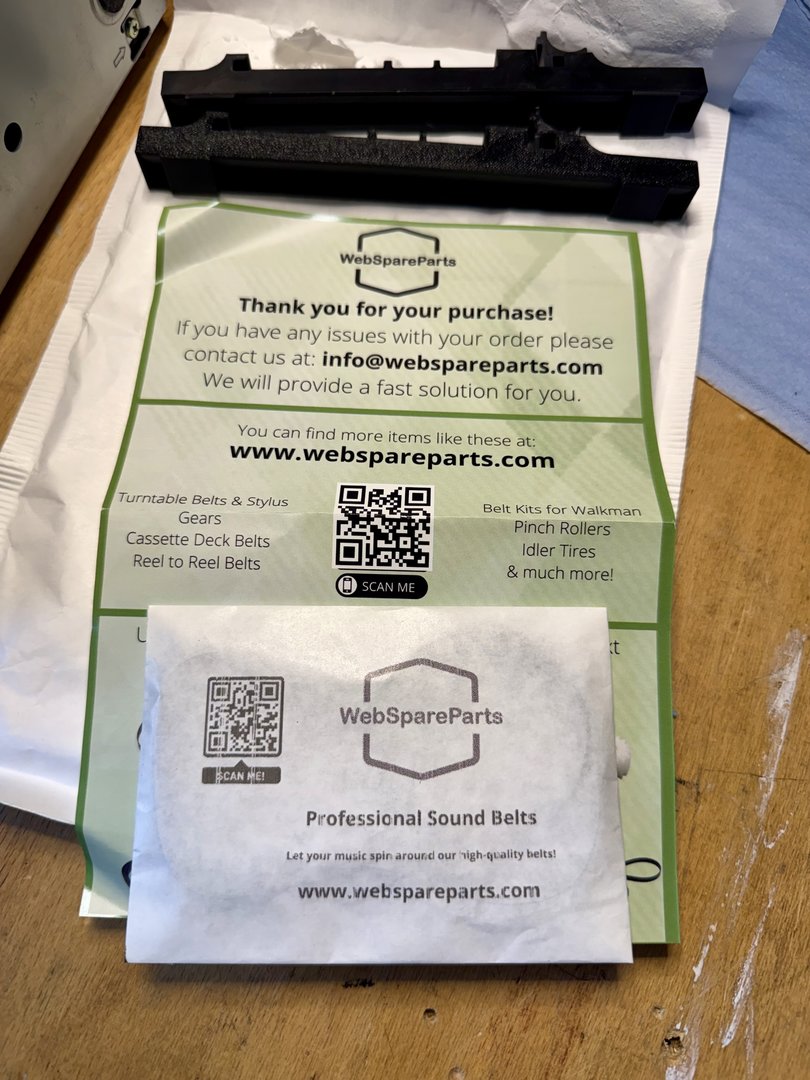 WebSpareParts
Thank you for your purchase!
If you have any issues with your order please
contact us at: info@webspareparts.com
We will provide a fast solution for you.
You can find more items like these at:
www.webspareparts.com
Turntable Belts & Stylus
Gears
Cassette Deck Belts
Reel to Reel Belts
SCAN ME
Belt Kits for Walkman
Pinch Rollers
Idler Tires
& much more!
SCAN ME!
WebSpareParts
Professional Sound Belts
Let your music spin around our high-quality belts!
www.webspareparts.com